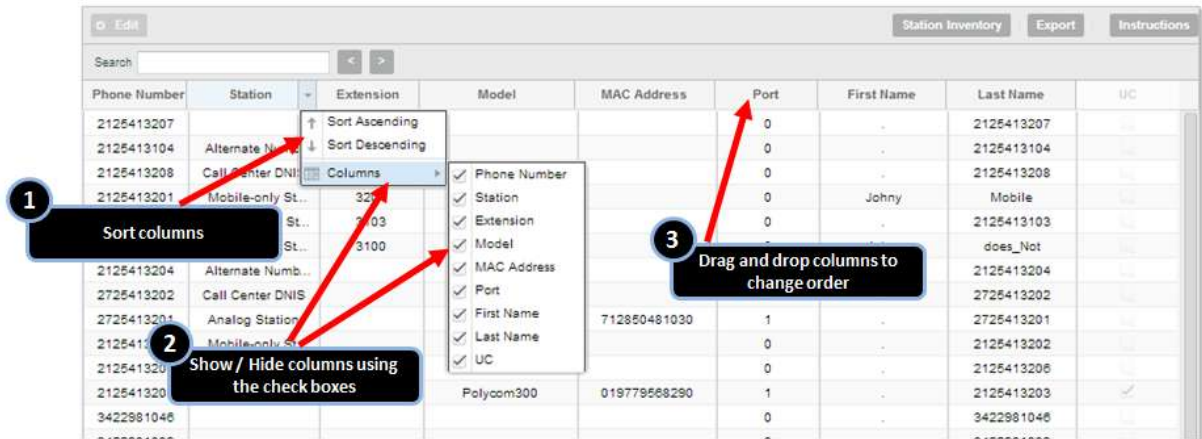 Edit Station Inventory Export Instructions
Search < >
Phone Number Station Extension Model MAC Address Port First Name Last Name UC
2125413207 Sort Ascending 0 . 2125413207
2125413104 Alternate Sort Descending 0 . 2125413104
2125413208 Call Center DNI Columns Phone Number 0 . 2125413208
1
2125413201 Mobile-only St... Station 0 Johny Mobile
Sort columns St... Extension 0 . 2125413103
3
St... 3100 Model does_Not
Drag and drop columns to
change order
2125413204 Alternate Numb... MAC Address 2125413204
2725413202 Call Center DNIS Port 2725413202
2725413201 Analog Station First Name 712850481030 1 . 2725413201
2
Mobile-only Last Name 0 . 2125413202
Show / Hide columns using
the check boxes
UC 0 . 2125413206
Polycom300 019779568290 1 . 2125413203
3422981046 0 . 3422981046